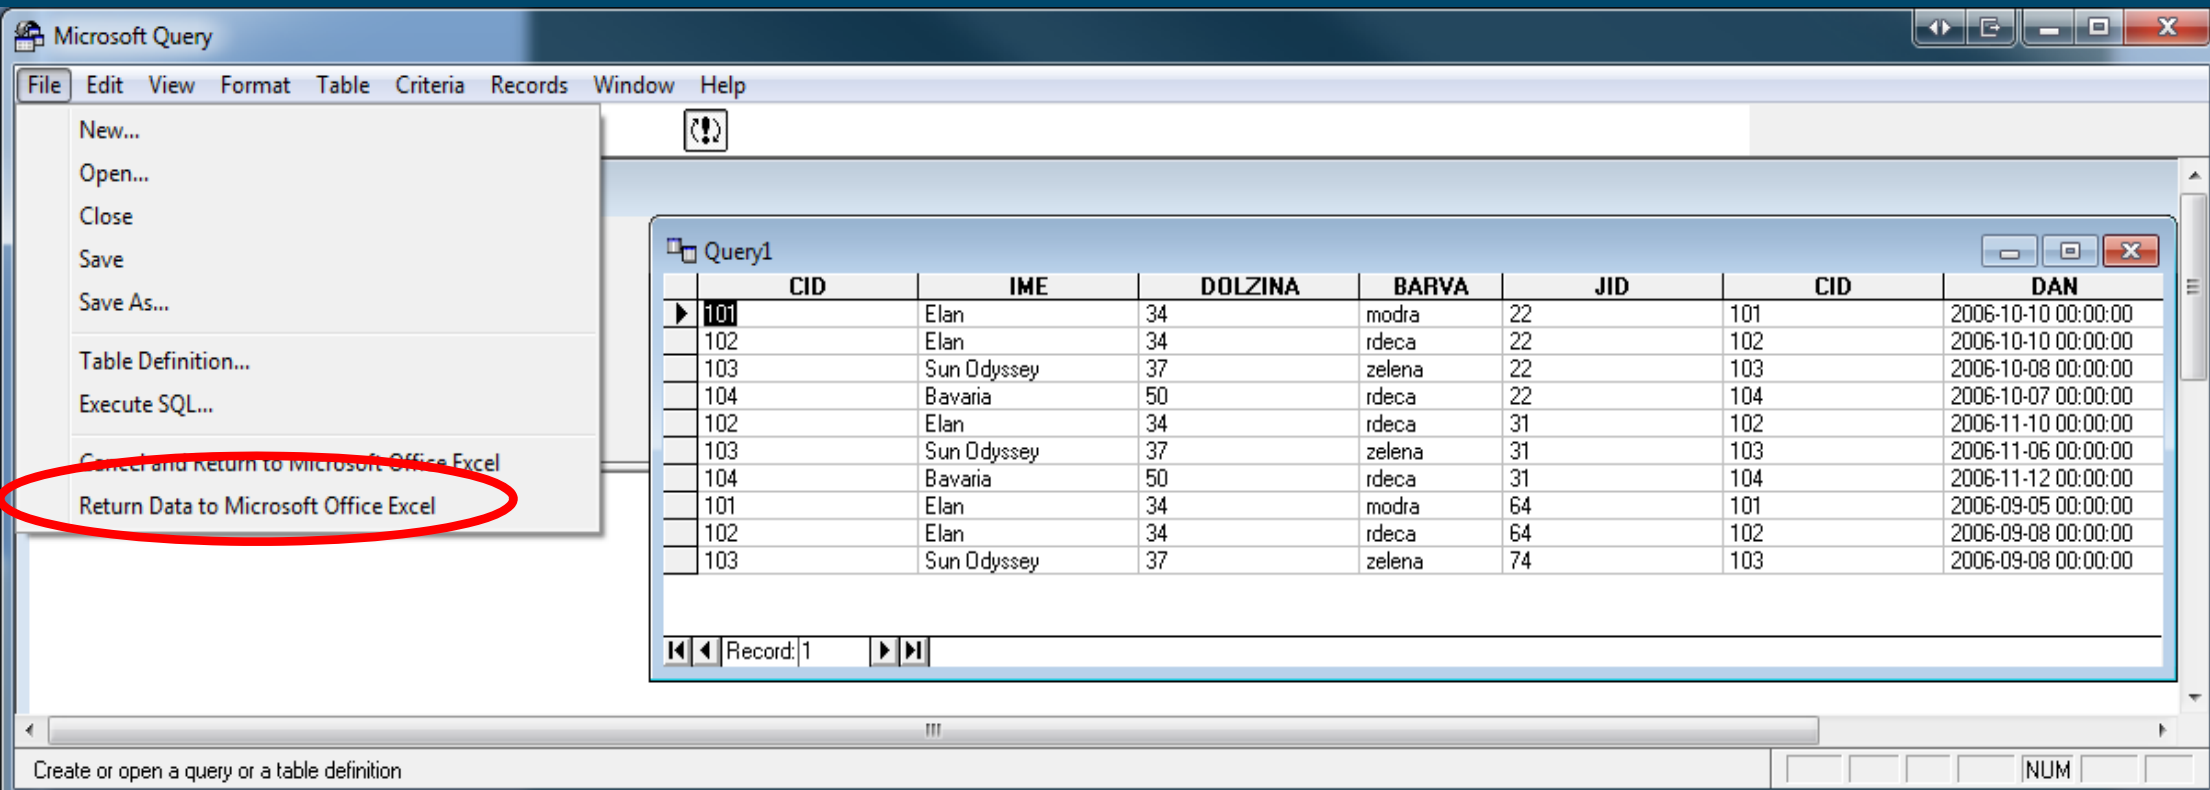 Microsoft Query
File Edit View Format Table Criteria Records Window Help
New...
Open...
Close
Save
Save As...
Table Definition...
Execute SQL...
Cancel and Return to Microsoft Office Excel
Return Data to Microsoft Office Excel
Query1
CID IME DOLZINA BARVA JID CID DAN
101 Elan 34 modra 22 101 2006-10-10 00:00:00
102 Elan 34 rdeca 22 102 2006-10-10 00:00:00
103 Sun Odyssey 37 zelena 22 103 2006-10-08 00:00:00
104 Bavaria 50 rdeca 22 104 2006-10-07 00:00:00
102 Elan 34 rdeca 31 102 2006-11-10 00:00:00
103 Sun Odyssey 37 zelena 31 103 2006-11-06 00:00:00
104 Bavaria 50 rdeca 31 104 2006-11-12 00:00:00
101 Elan 34 modra 64 101 2006-09-05 00:00:00
102 Elan 34 rdeca 64 102 2006-09-08 00:00:00
103 Sun Odyssey 37 zelena 74 103 2006-09-08 00:00:00
Record: 1
Create or open a query or a table definition
NUM